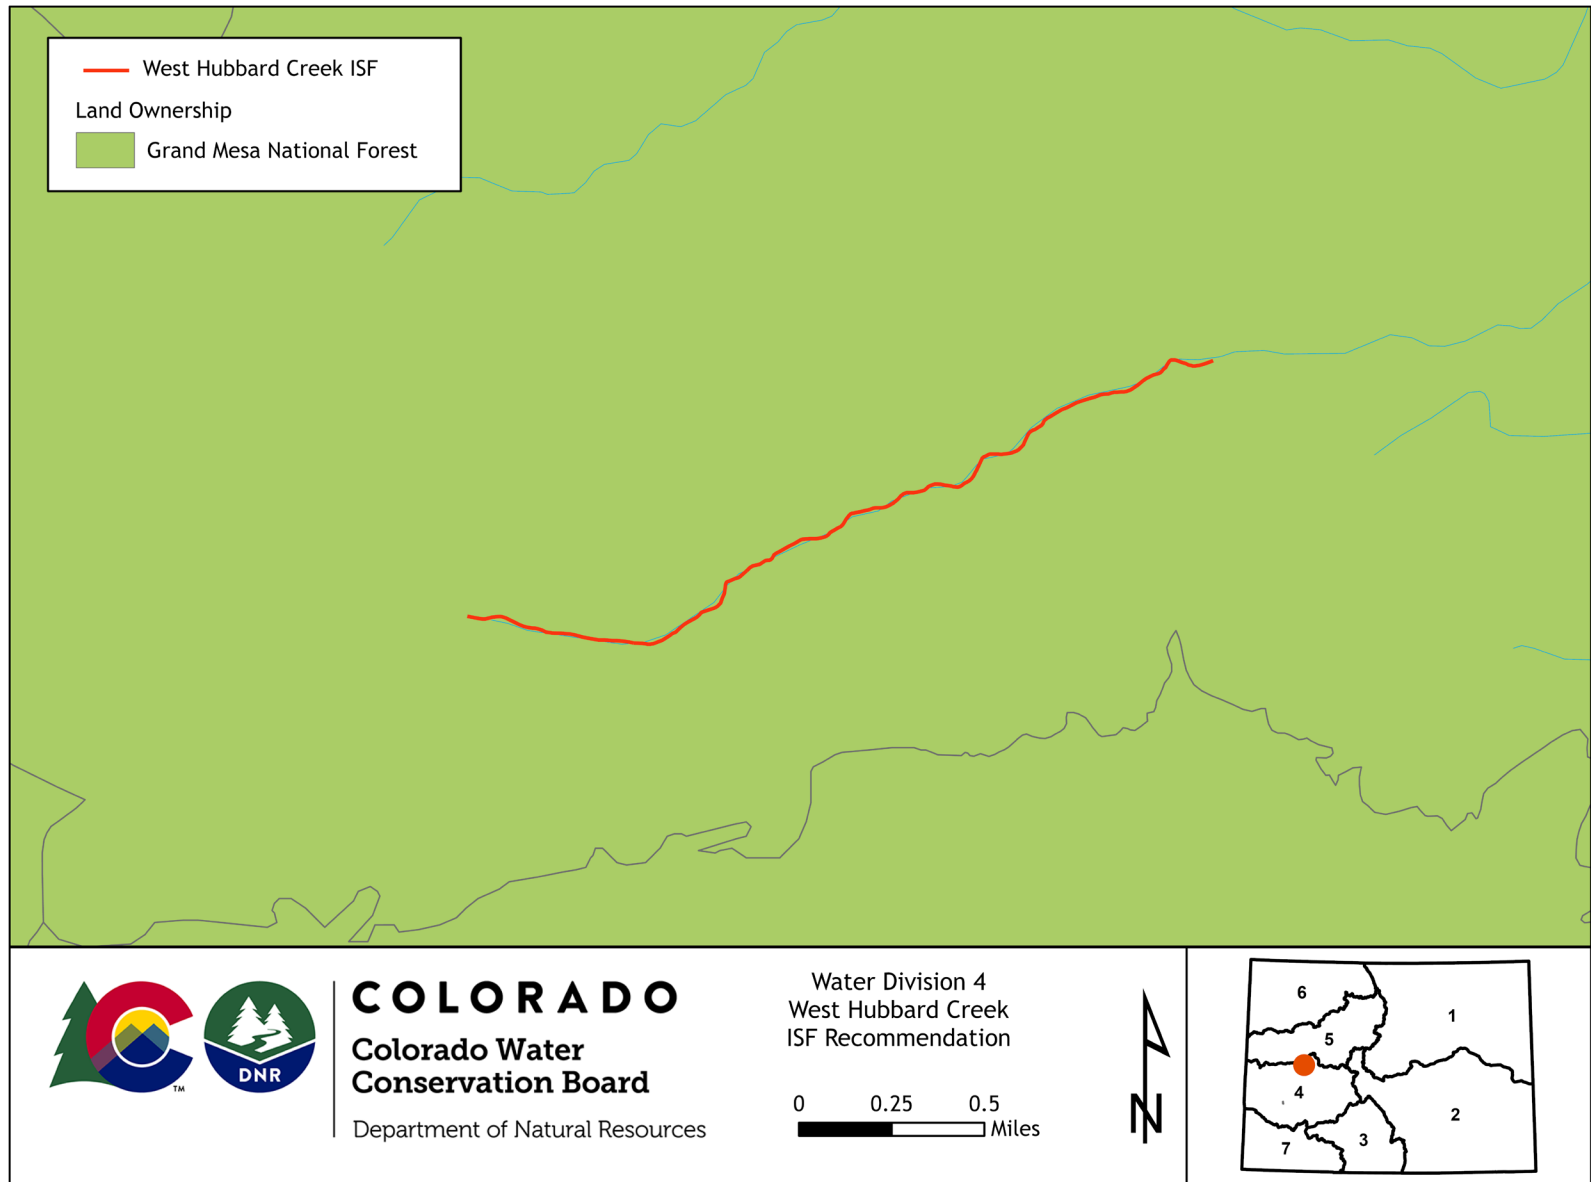 West Hubbard Creek ISF
Land Ownership
Grand Mesa National Forest
TM
DNR
COLORADO
Colorado Water
Conservation Board
Department of Natural Resources
Water Division 4
West Hubbard Creek
ISF Recommendation
0 0.25 0.5
Miles
N
6
1
5
4
2
3
7